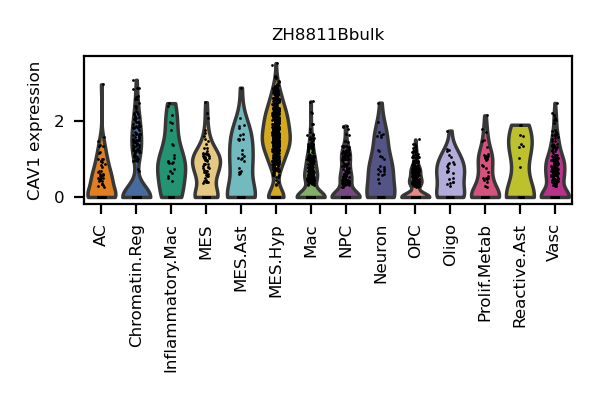 ZH8811Bbulk
CAV1 expression
2
0
AC
Chromatin.Reg
Inflammatory.Mac
MES
MES.Ast
MES.Hyp
Mac
NPC
Neuron
OPC
Oligo
Prolif.Metab
Reactive.Ast
Vasc